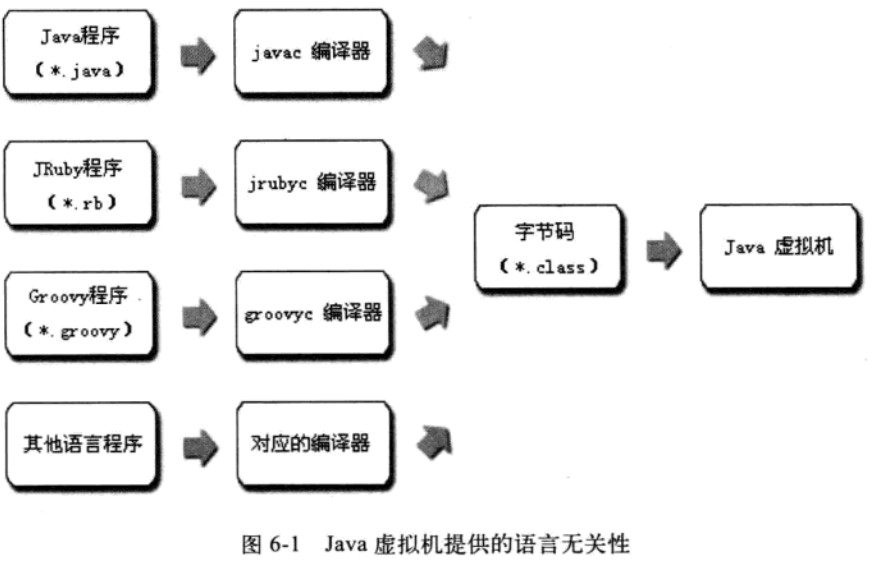 Java程序
(*.java)
javac 编译器
JRuby程序
(*.rb)
jrubyc 编译器
Groovy程序
(*.groovy)
groovyc 编译器
其他语言程序
对应的编译器
字节码
(*.class)
Java 虚拟机
图 6-1 Java 虚拟机提供的语言无关性